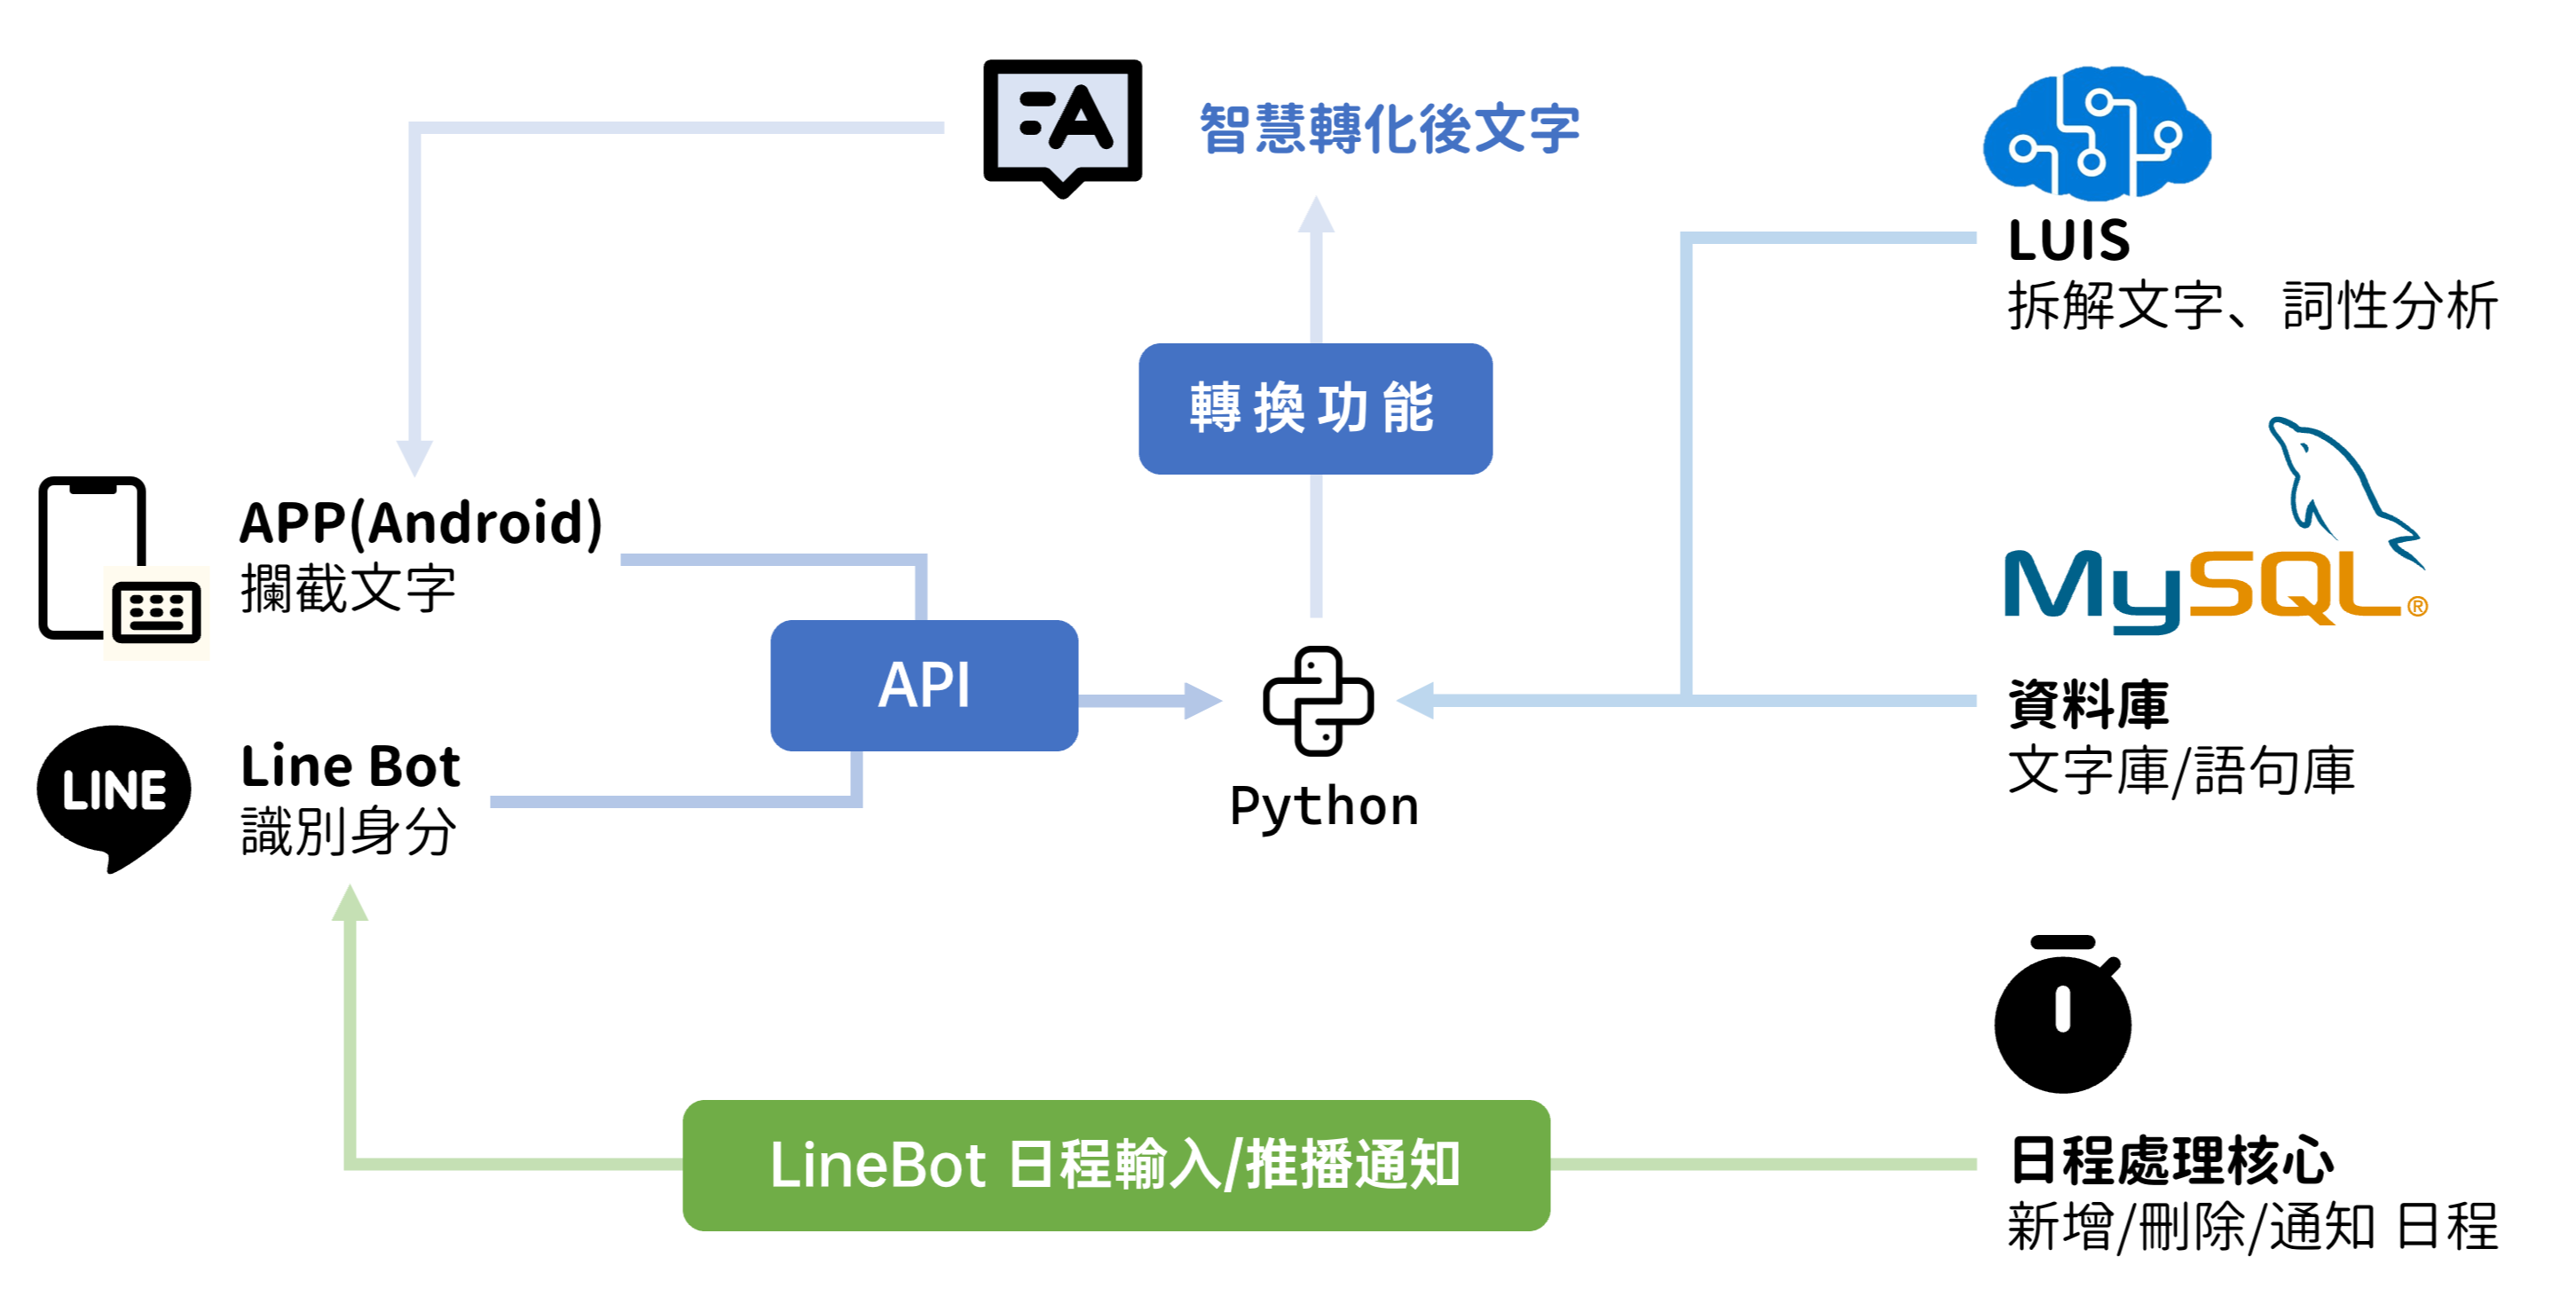 智慧轉化後文字
LUIS
拆解文字、詞性分析
轉換功能
APP(Android)
攔截文字
MySQL®
API
資料庫
文字庫/語句庫
LINE
Line Bot
識別身分
Python
LineBot 日程輸入/推播通知
日程處理核心
新增/刪除/通知 日程